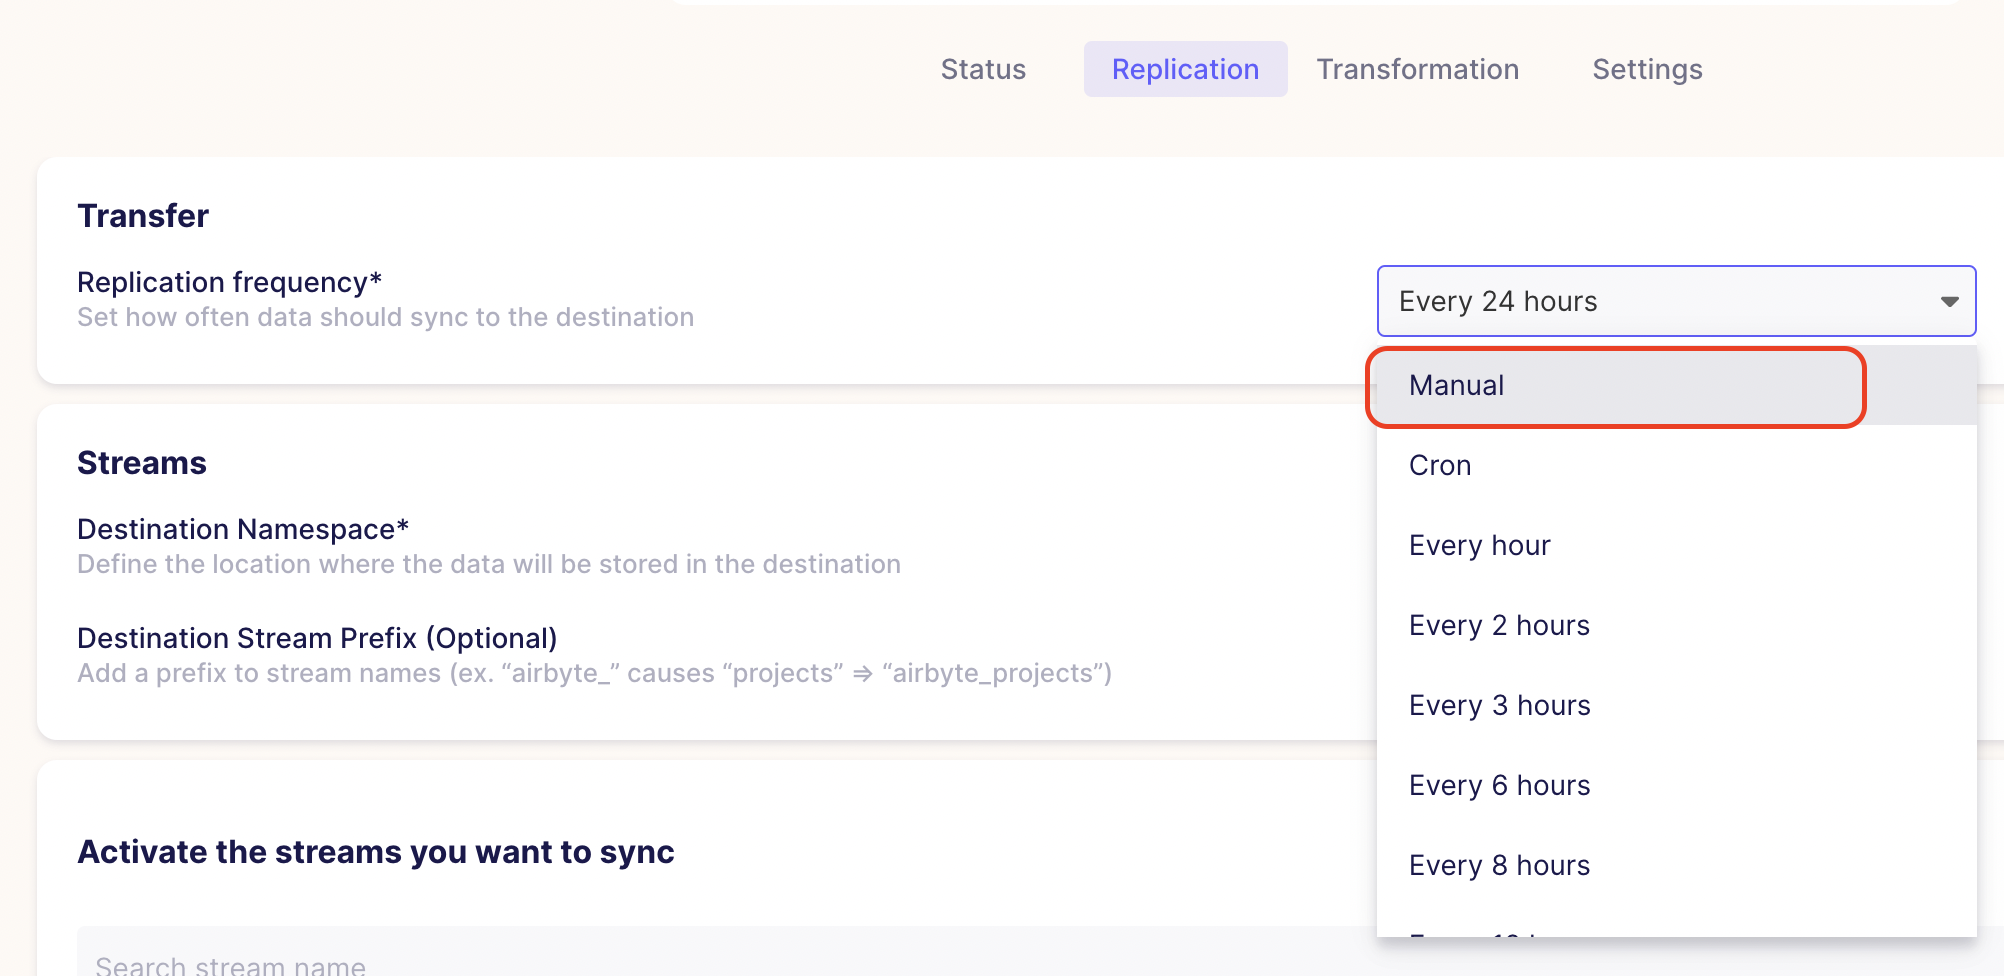 Status Replication Transformation Settings
Transfer
Replication frequency*
Set how often data should sync to the destination
Every 24 hours
Manual
Cron
Every hour
Every 2 hours
Every 3 hours
Every 6 hours
Every 8 hours
Streams
Destination Namespace*
Define the location where the data will be stored in the destination
Destination Stream Prefix (Optional)
Add a prefix to stream names (ex. “airbyte_” causes “projects” ⇒ “airbyte_projects”)
Activate the streams you want to sync
Search stream name